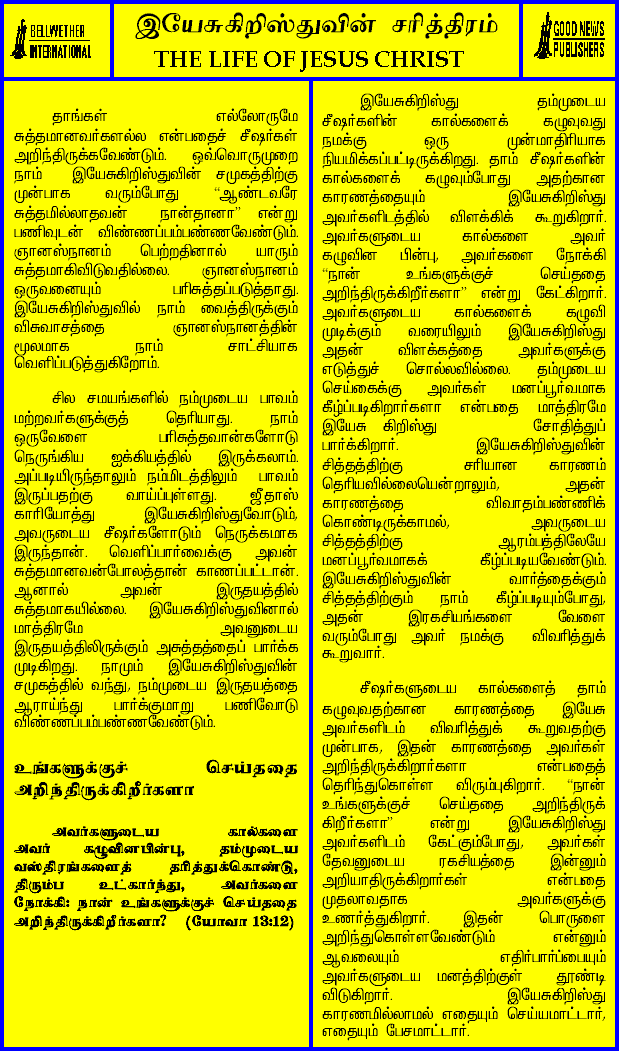 BELLWETHER
INTERNATIONAL
இயேசுகிறிஸ்துவின் சரித்திரம்
THE LIFE OF JESUS CHRIST
GOOD NEWS
PUBLISHERS
தாங்கள் எல்லோருமே
சுத்தமானவர்களல்ல என்பதைச் சீஷர்கள்
அறிந்திருக்கவேண்டும். ஒவ்வொருமுறை
நாம் இயேசுகிறிஸ்துவின் சமுகத்திற்கு
முன்பாக வரும்போது “ஆண்டவரே
சுத்தமில்லாதவன் நான்தானா” என்று
பணிவுடன் விண்ணப்பம்பண்ணவேண்டும்.
ஞானஸ்நானம் பெற்றதினால் யாரும்
சுத்தமாகிவிடுவதில்லை. ஞானஸ்நானம்
ஒருவனையும் பரிசுத்தப்படுத்தாது.
இயேசுகிறிஸ்துவில் நாம் வைத்திருக்கும்
விசுவாசத்தை ஞானஸ்நானத்தின்
மூலமாக நாம் சாட்சியாக
வெளிப்படுத்துகிறோம்.
சில சமயங்களில் நம்முடைய பாவம்
மற்றவர்களுக்குத் தெரியாது. நாம்
ஒருவேளை பரிசுத்தவான்களோடு
நெருங்கிய ஐக்கியத்தில் இருக்கலாம்.
அப்படியிருந்தாலும் நம்மிடத்திலும் பாவம்
இருப்பதற்கு வாய்ப்புள்ளது. ஜீதாஸ்
காரியோத்து இயேசுகிறிஸ்துவோடும்,
அவருடைய சீஷர்களோடும் நெருக்கமாக
இருந்தான். வெளிப்பார்வைக்கு அவன்
சுத்தமானவன்போலத்தான் காணப்பட்டான்.
ஆனால் அவன் இருதயத்தில்
சுத்தமாகயில்லை. இயேசுகிறிஸ்துவினால்
மாத்திரமே அவனுடைய
இருதயத்திலிருக்கும் அசுத்தத்தைப் பார்க்க
முடிகிறது. நாமும் இயேசுகிறிஸ்துவின்
சமுகத்தில் வந்து, நம்முடைய இருதயத்தை
ஆராய்ந்து பார்க்குமாறு பணிவோடு
விண்ணப்பம்பண்ணவேண்டும்.
உங்களுக்குச் செய்ததை
அறிந்திருக்கிறீர்களா
அவர்களுடைய கால்களை
அவர் கழுவினபின்பு, தம்முடைய
வஸ்திரங்களைத் தரித்துக்கொண்டு,
திரும்ப உட்கார்ந்து, அவர்களை
நோக்கி: நான் உங்களுக்குச் செய்ததை
அறிந்திருக்கிறீர்களா? (யோவா 13:12)
இயேசுகிறிஸ்து தம்முடைய
சீஷர்களின் கால்களைக் கழுவுவது
நமக்கு ஒரு முன்மாதிரியாக
நியமிக்கப்பட்டிருக்கிறது. தாம் சீஷர்களின்
கால்களைக் கழுவும்போது அதற்கான
காரணத்தையும் இயேசுகிறிஸ்து
அவர்களிடத்தில் விளக்கிக் கூறுகிறார்.
அவர்களுடைய கால்களை அவர்
கழுவின பின்பு, அவர்களை நோக்கி
“நான் உங்களுக்குச் செய்ததை
அறிந்திருக்கிறீர்களா” என்று கேட்கிறார்.
அவர்களுடைய கால்களைக் கழுவி
முடிக்கும் வரையிலும் இயேசுகிறிஸ்து
அதன் விளக்கத்தை அவர்களுக்கு
எடுத்துச் சொல்லவில்லை. தம்முடைய
செய்கைக்கு அவர்கள் மனப்பூர்வமாக
கீழ்ப்படிகிறார்களா என்பதை மாத்திரமே
இயேசு கிறிஸ்து சோதித்துப்
பார்க்கிறார். இயேசுகிறிஸ்துவின்
சித்தத்திற்கு சரியான காரணம்
தெரியவில்லையென்றாலும், அதன்
காரணத்தை விவாதம்பண்ணிக்
கொண்டிருக்காமல், அவருடைய
சித்தத்திற்கு ஆரம்பத்திலேயே
மனப்பூர்வமாகக் கீழ்ப்படியவேண்டும்.
இயேசுகிறிஸ்துவின் வார்த்தைக்கும்
சித்தத்திற்கும் நாம் கீழ்ப்படியும்போது,
அதன் இரகசியங்களை வேளை
வரும்போது அவர் நமக்கு விவரித்துக்
கூறுவார்.
சீஷர்களுடைய கால்களைத் தாம்
கழுவுவதற்கான காரணத்தை இயேசு
அவர்களிடம் விவரித்துக் கூறுவதற்கு
முன்பாக, இதன் காரணத்தை அவர்கள்
அறிந்திருக்கிறார்களா என்பதைத்
தெரிந்துகொள்ள விரும்புகிறார். “நான்
உங்களுக்குச் செய்ததை அறிந்திருக்
கிறீர்களா” என்று இயேசுகிறிஸ்து
அவர்களிடம் கேட்கும்போது, அவர்கள்
தேவனுடைய ரகசியத்தை இன்னும்
அறியாதிருக்கிறார்கள் என்பதை
முதலாவதாக அவர்களுக்கு
உணர்த்துகிறார். இதன் பொருளை
அறிந்துகொள்ளவேண்டும் என்னும்
ஆவலையும் எதிர்பார்ப்பையும்
அவர்களுடைய மனத்திற்குள் தூண்டி
விடுகிறார். இயேசுகிறிஸ்து
காரணமில்லாமல் எதையும் செய்யமாட்டார்,
எதையும் பேசமாட்டார்.